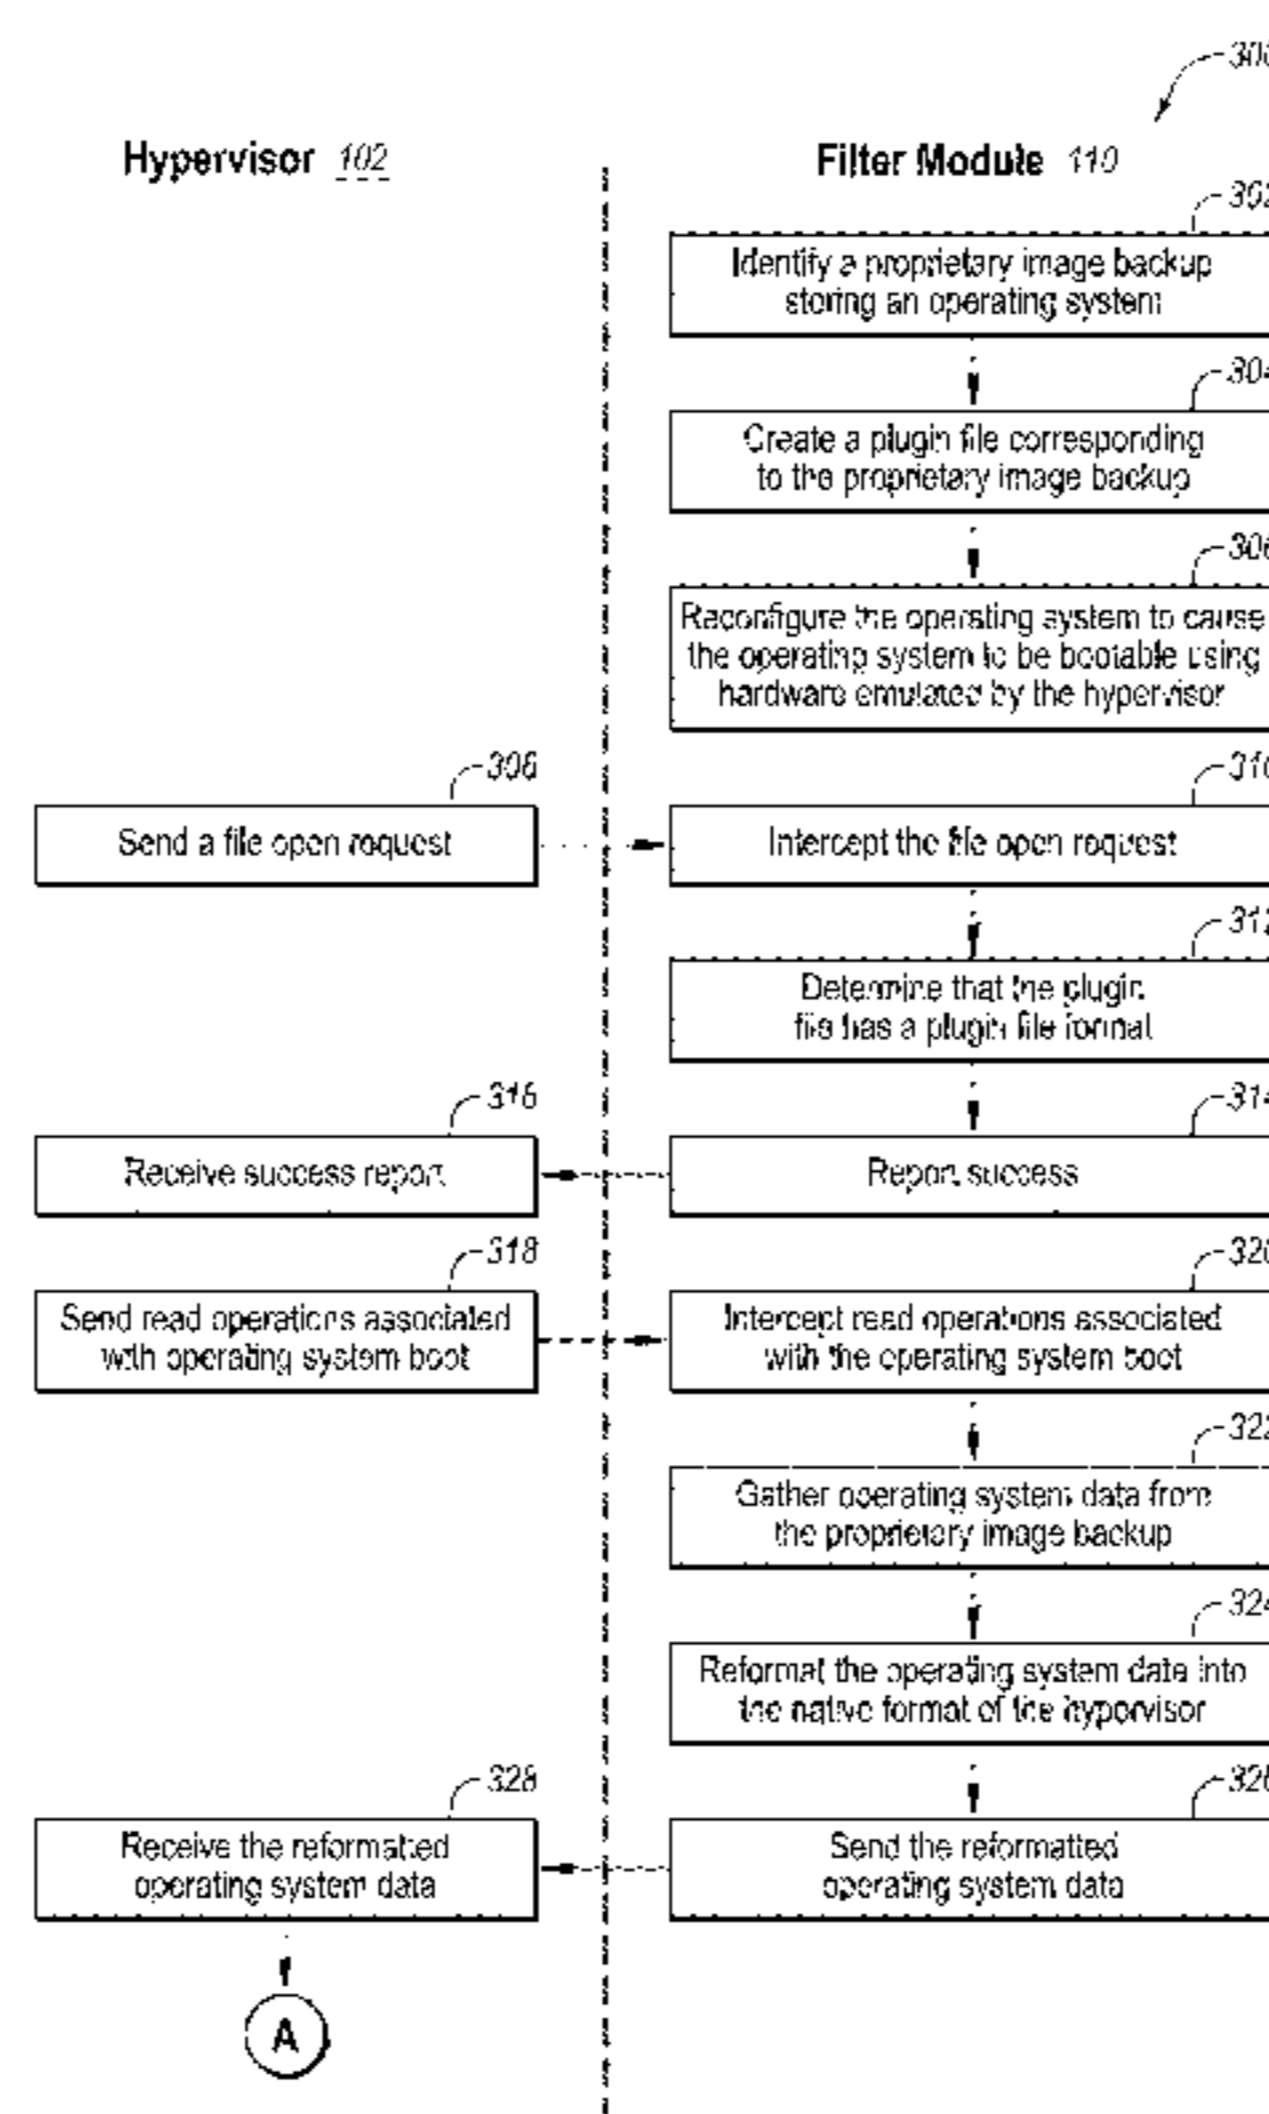 300
Hypervisor 102
Filter Module 110
302
Identify a proprietary image backup
storing an operating system
304
Create a plugin file corresponding
to the proprietary image backup
306
Reconfigure the operating system to cause
the operating system to be bootable using
hardware emulated by the hypervisor
308
Send a file open request
310
Intercept the file open request
312
Determine that the plugin
file has a plugin file format
316
Receive success report
314
Report success
318
Send read operations associated
with operating system boot
320
Intercept read operations associated
with the operating system boot
322
Gather operating system data from
the proprietary image backup
324
Reformat the operating system data into
the native format of the hypervisor
328
Receive the reformatted
operating system data
326
Send the reformatted
operating system data
A